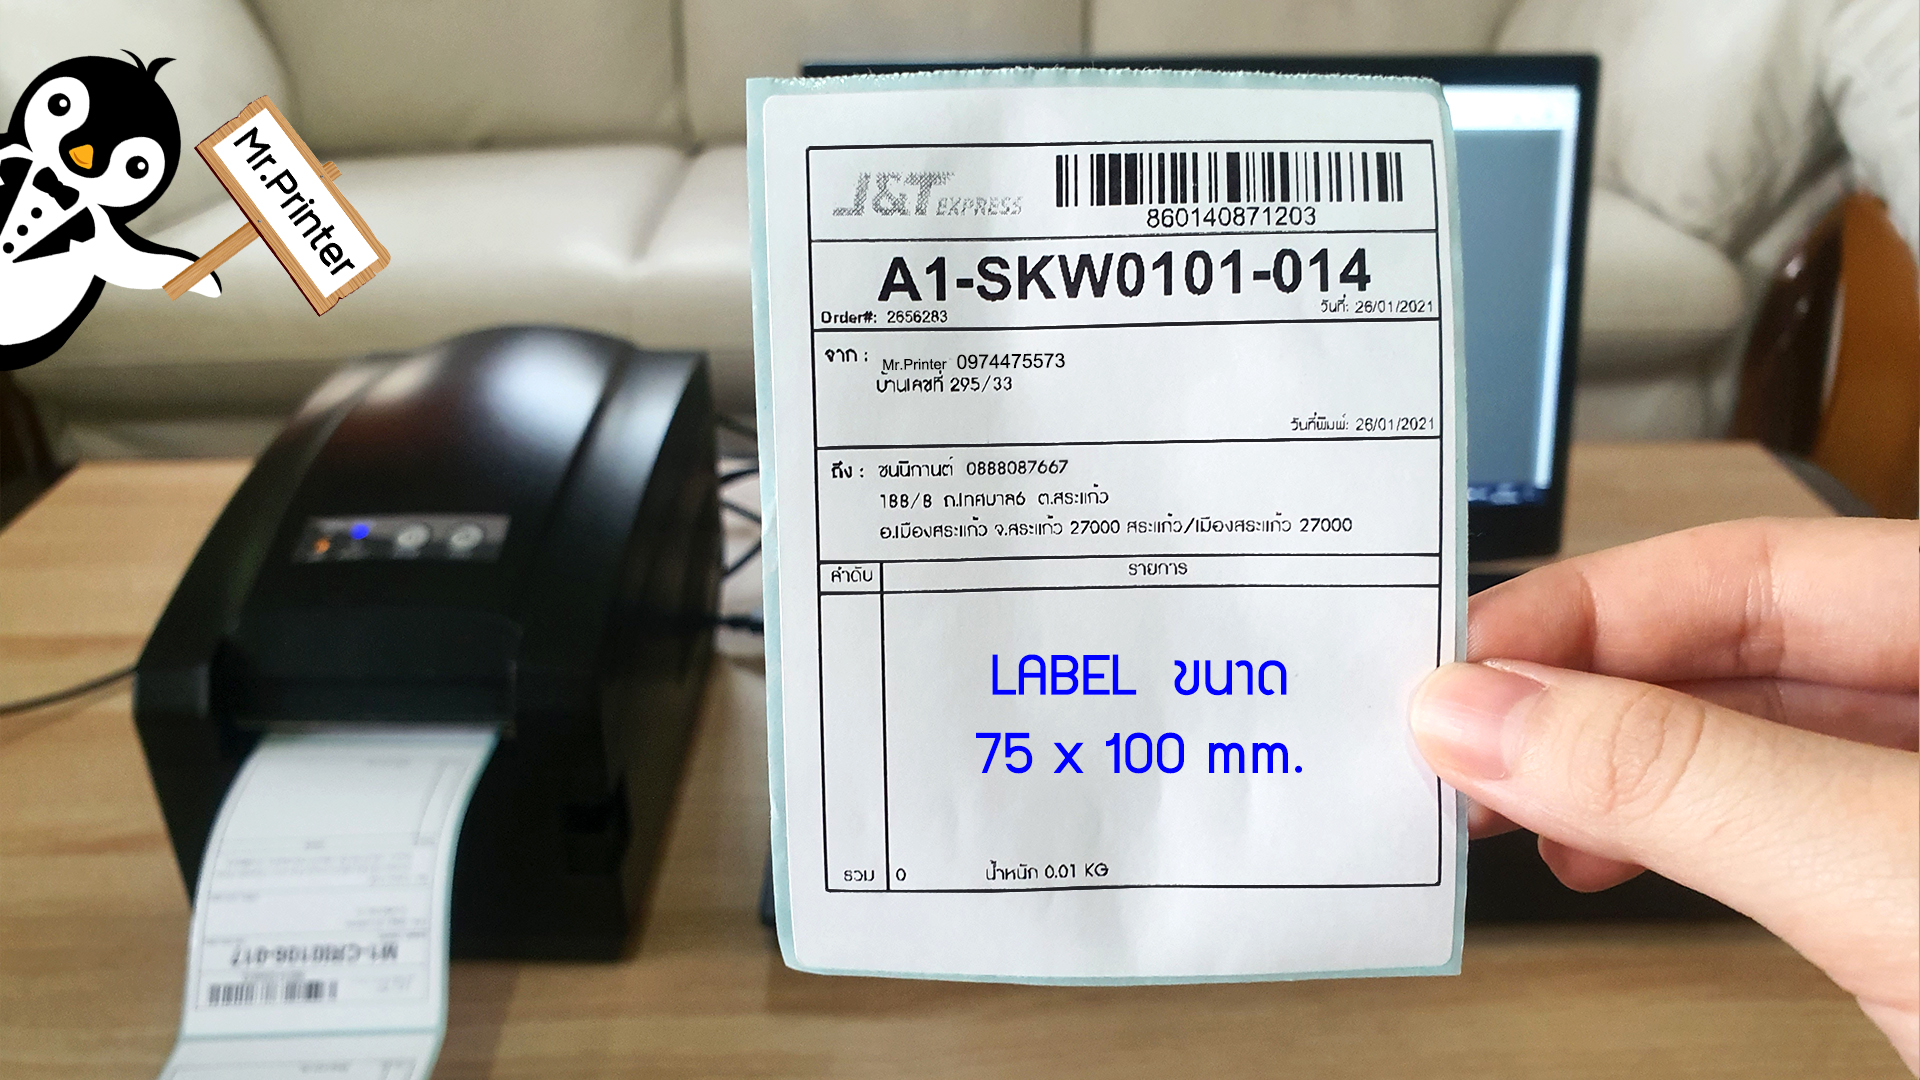 Mr.Printer
J&T EXPRESS
860140871203
A1-SKW0101-014
Order#: 2656283
วันที่: 26/01/2021
จาก : Mr.Printer 0974475573
บ้านเลขที่ 295/33
วันที่พิมพ์: 26/01/2021
ถึง : ชนนิกานต์ 0888087667
188/8 ถ.เทศบาล6 ต.สระแก้ว
อ.เมืองสระแก้ว จ.สระแก้ว 27000 สระแก้ว/เมืองสระแก้ว 27000
ลำดับ รายการ
LABEL ขนาด
75 x 100 mm.
รวม 0 น้ำหนัก 0.01 KG